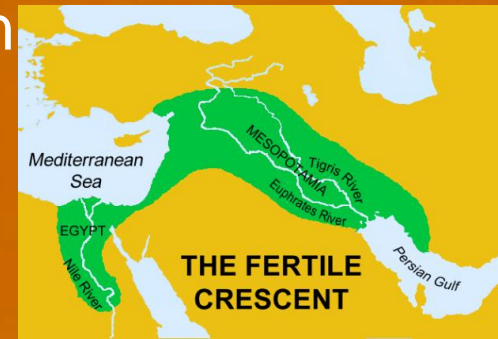 n
Mediterranean
Sea
MESOPOTAMIA
Tigris River
Euphrates River
EGYPT
Nile River
Persian Gulf
THE FERTILE
CRESCENT